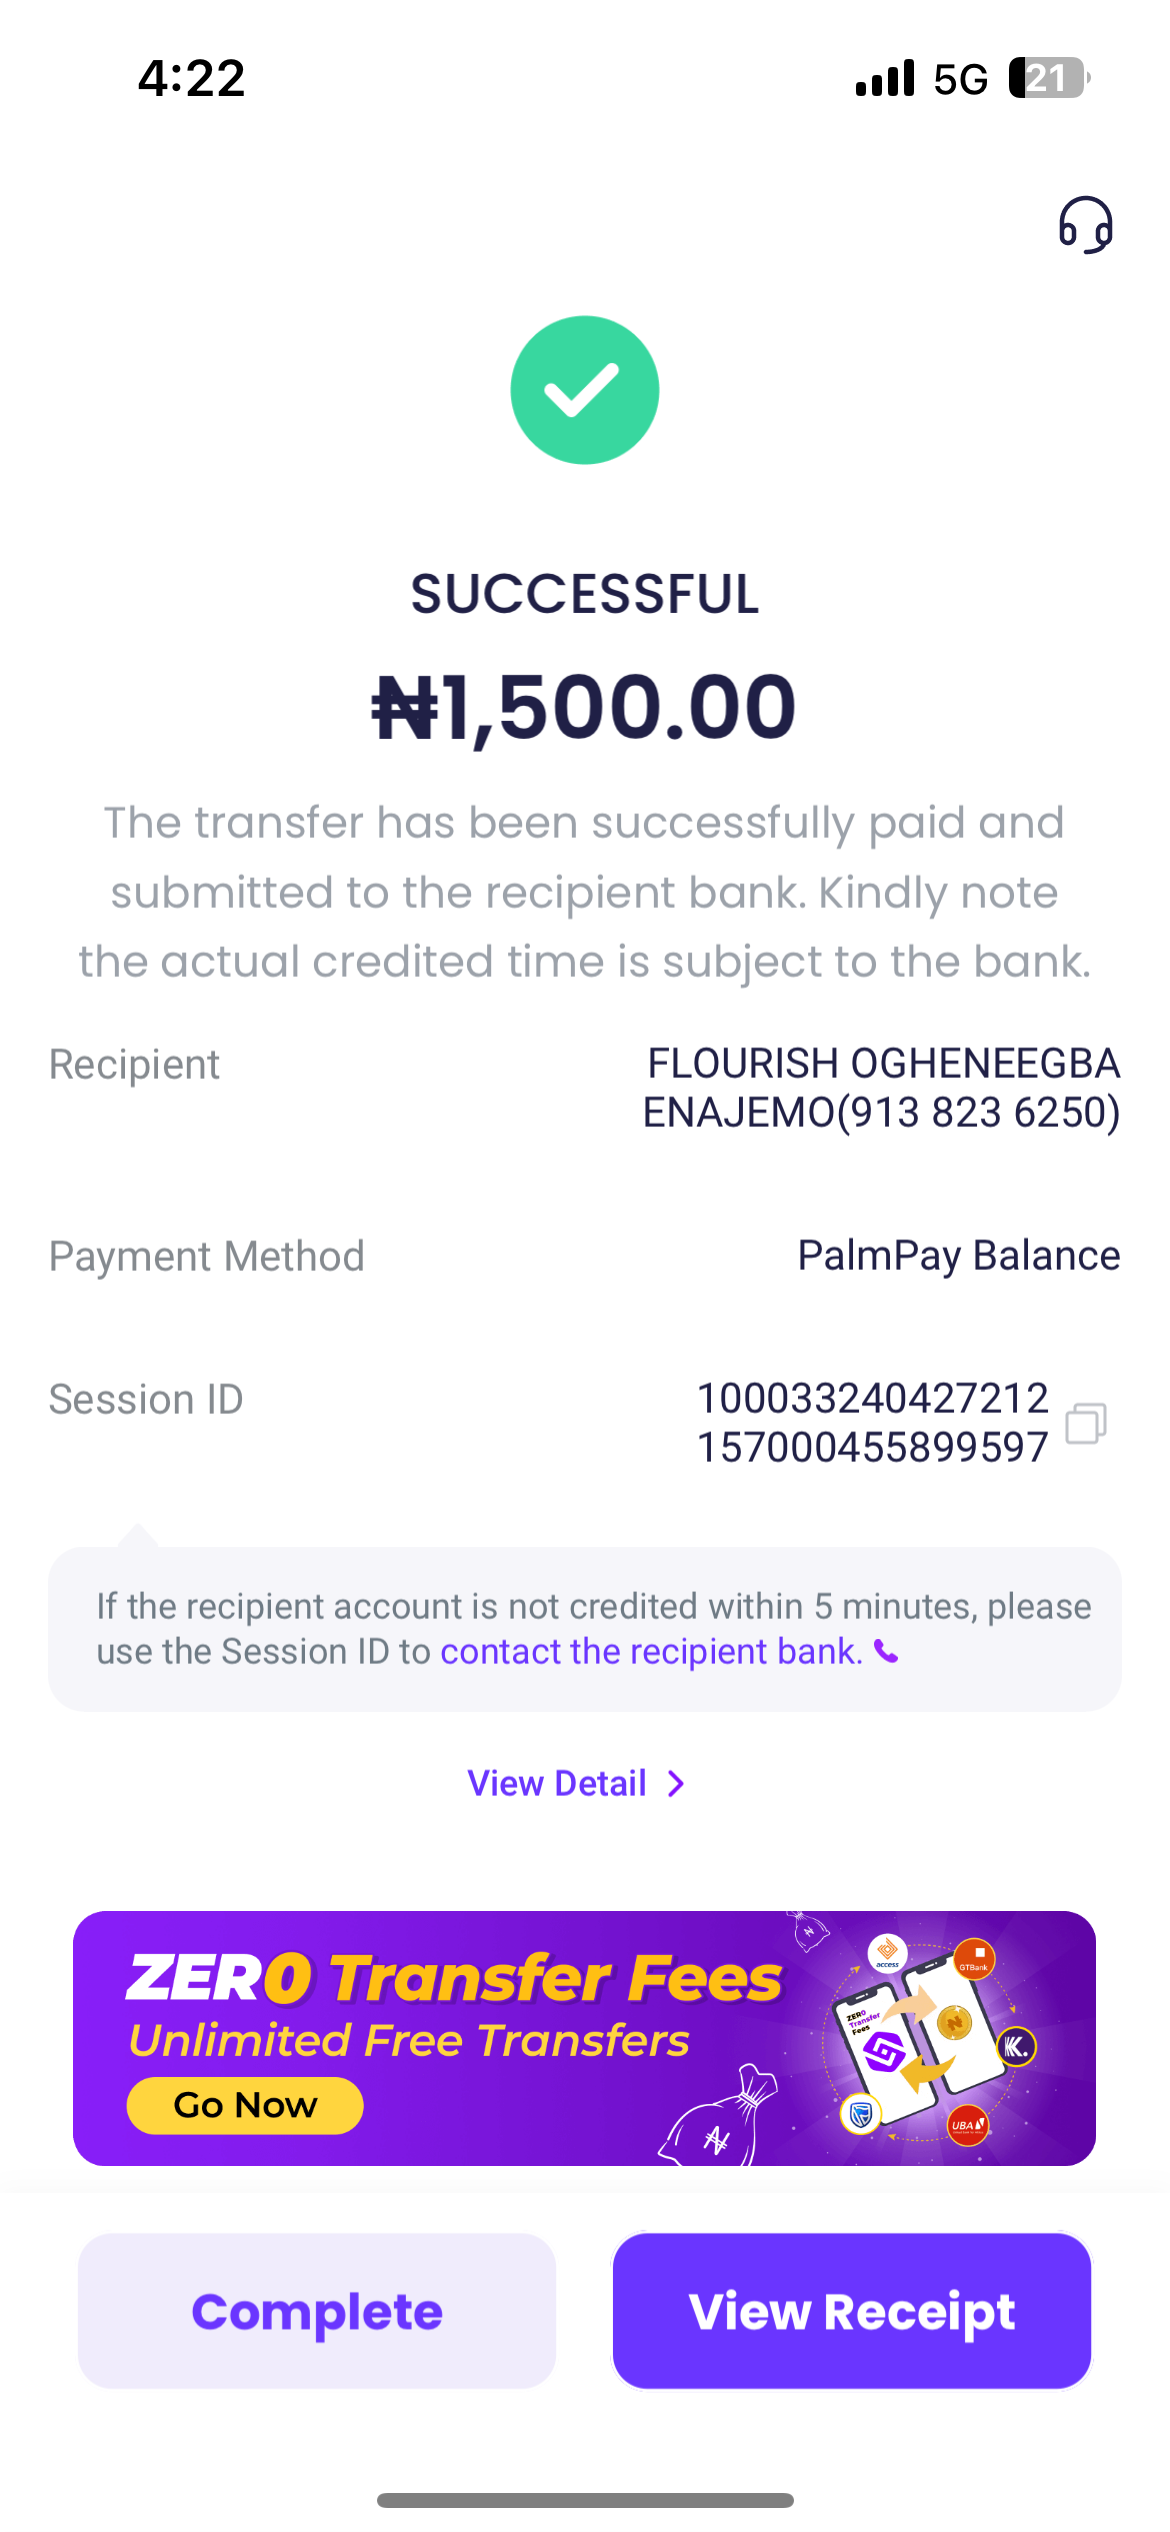 4:22
5G
21
SUCCESSFUL
₦1,500.00
The transfer has been successfully paid and
submitted to the recipient bank. Kindly note
the actual credited time is subject to the bank.
Recipient
FLOURISH OGHENEEGBA
ENAJEMO(913 823 6250)
Payment Method
PalmPay Balance
Session ID
100033240427212
157000455899597
If the recipient account is not credited within 5 minutes, please
use the Session ID to contact the recipient bank.
View Detail
ZERO Transfer Fees
Unlimited Free Transfers
Go Now
access
GTBank
ZERO
Transfer
Fees
K.
UBA
Complete
View Receipt